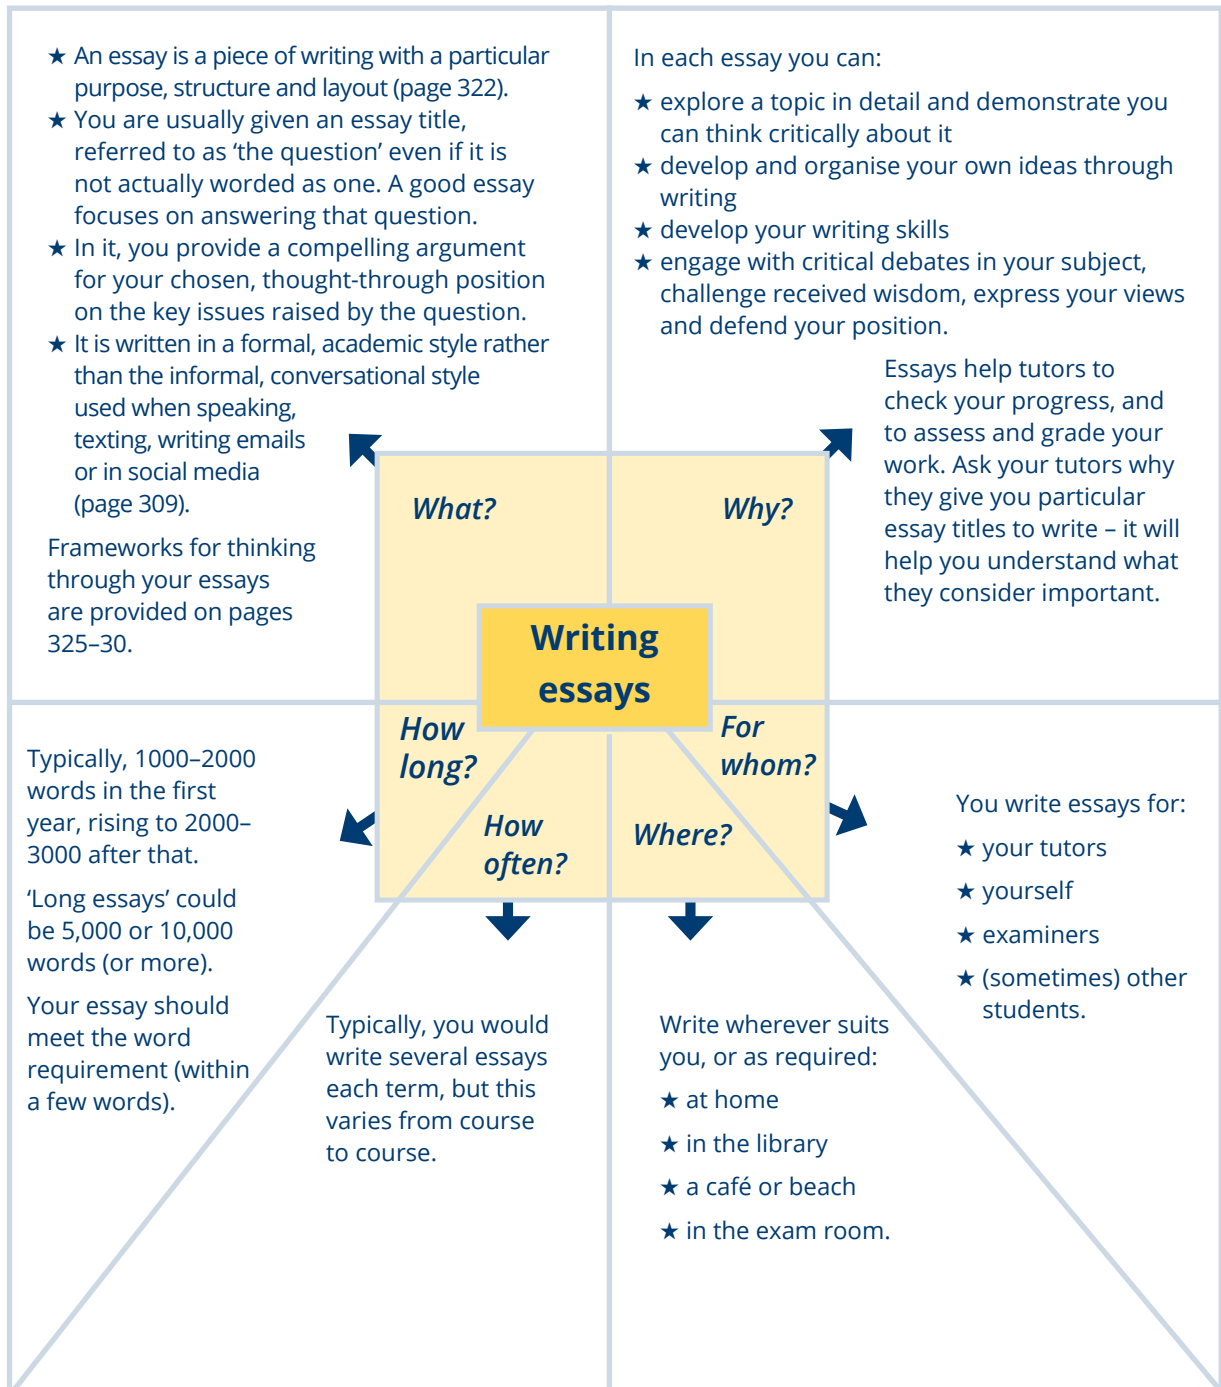 ★ An essay is a piece of writing with a particular
purpose, structure and layout (page 322).
★ You are usually given an essay title,
referred to as ‘the question’ even if it is
not actually worded as one. A good essay
focuses on answering that question.
★ In it, you provide a compelling argument
for your chosen, thought-through position
on the key issues raised by the question.
★ It is written in a formal, academic style rather
than the informal, conversational style
used when speaking,
texting, writing emails
or in social media
(page 309).
Frameworks for thinking
through your essays
are provided on pages
325–30.
What?
In each essay you can:
★ explore a topic in detail and demonstrate you
can think critically about it
★ develop and organise your own ideas through
writing
★ develop your writing skills
★ engage with critical debates in your subject,
challenge received wisdom, express your views
and defend your position.
Essays help tutors to
check your progress, and
to assess and grade your
work. Ask your tutors why
they give you particular
essay titles to write – it will
help you understand what
they consider important.
Why?
Writing
essays
How
long?
Typically, 1000–2000
words in the first
year, rising to 2000–
3000 after that.
‘Long essays’ could
be 5,000 or 10,000
words (or more).
Your essay should
meet the word
requirement (within
a few words).
How
often?
Typically, you would
write several essays
each term, but this
varies from course
to course.
Where?
Write wherever suits
you, or as required:
★ at home
★ in the library
★ a café or beach
★ in the exam room.
For
whom?
You write essays for:
★ your tutors
★ yourself
★ examiners
★ (sometimes) other
students.